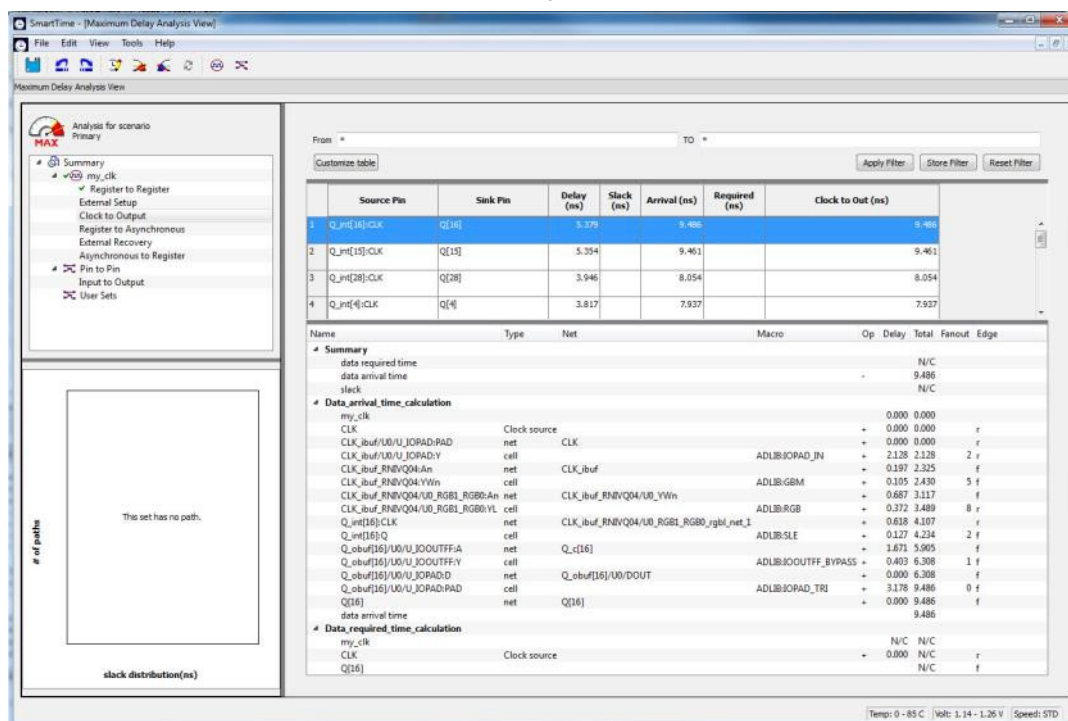 SmartTime - [Maximum Delay Analysis View]
File Edit View Tools Help
Maximum Delay Analysis View
MAX
Analysis for scenario
Primary
Summary
my_clk
Register to Register
External Setup
Clock to Output
Register to Asynchronous
External Recovery
Asynchronous to Register
Pin to Pin
Input to Output
User Sets
# of paths
This set has no path.
slack distribution(ns)
From * TO *
Customize table Apply Filter Store Filter Reset Filter
Source Pin Sink Pin Delay (ns) Slack (ns) Arrival (ns) Required (ns) Clock to Out (ns)
1 Q_int[16]:CLK Q[16] 5.379 9.486 9.486
2 Q_int[15]:CLK Q[15] 5.354 9.461 9.461
3 Q_int[28]:CLK Q[28] 3.946 8.054 8.054
4 Q_int[4]:CLK Q[4] 3.817 7.937 7.937
Name Type Net Macro Op Delay Total Fanout Edge
Summary
data required time N/C
data arrival time - 9.486
slack N/C
Data_arrival_time_calculation
my_clk 0.000 0.000
CLK Clock source + 0.000 0.000 r
CLK_ibuf/U0/U_IOPAD:PAD net CLK + 0.000 0.000 r
CLK_ibuf/U0/U_IOPAD:Y cell ADLIB:IOPAD_IN + 2.128 2.128 2 r
CLK_ibuf_RNIVQ04:An net CLK_ibuf + 0.197 2.325 f
CLK_ibuf_RNIVQ04:YWn cell ADLIB:GBM + 0.105 2.430 5 f
CLK_ibuf_RNIVQ04/U0_RGB1_RGB0:An net CLK_ibuf_RNIVQ04/U0_YWn + 0.687 3.117 f
CLK_ibuf_RNIVQ04/U0_RGB1_RGB0:YL cell ADLIB:RGB + 0.372 3.489 8 r
Q_int[16]:CLK net CLK_ibuf_RNIVQ04/U0_RGB1_RGB0_rgbl_net_1 + 0.618 4.107 r
Q_int[16]:Q cell ADLIB:SLE + 0.127 4.234 2 f
Q_obuf[16]/U0/U_IOOUTFF:A net Q_c[16] + 1.671 5.905 f
Q_obuf[16]/U0/U_IOOUTFF:Y cell ADLIB:IOOUTFF_BYPASS + 0.403 6.308 1 f
Q_obuf[16]/U0/U_IOPAD:D net Q_obuf[16]/U0/DOUT + 0.000 6.308 f
Q_obuf[16]/U0/U_IOPAD:PAD cell ADLIB:IOPAD_TRI + 3.178 9.486 0 f
Q[16] net Q[16] + 0.000 9.486 f
data arrival time 9.486
Data_required_time_calculation
my_clk N/C N/C
CLK Clock source + 0.000 N/C r
Q[16] N/C f
Temp: 0 - 85 C Volt: 1.14 - 1.26 V Speed: STD